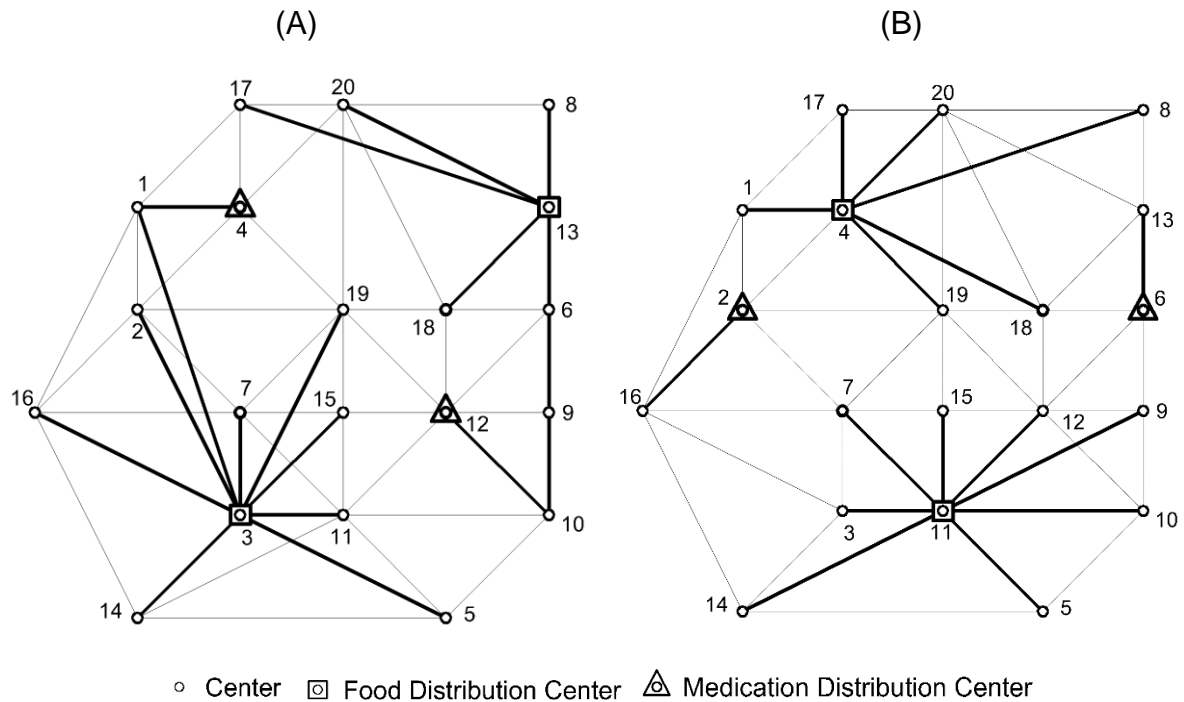 (A) (B)
17 20 8 17 20 8
1 4 13 1 4 13
2 19 18 6 2 19 18 6
16 7 15 12 9 16 7 15 12 9
3 11 10 3 11 10
14 5 14 5
Center Food Distribution Center Medication Distribution Center